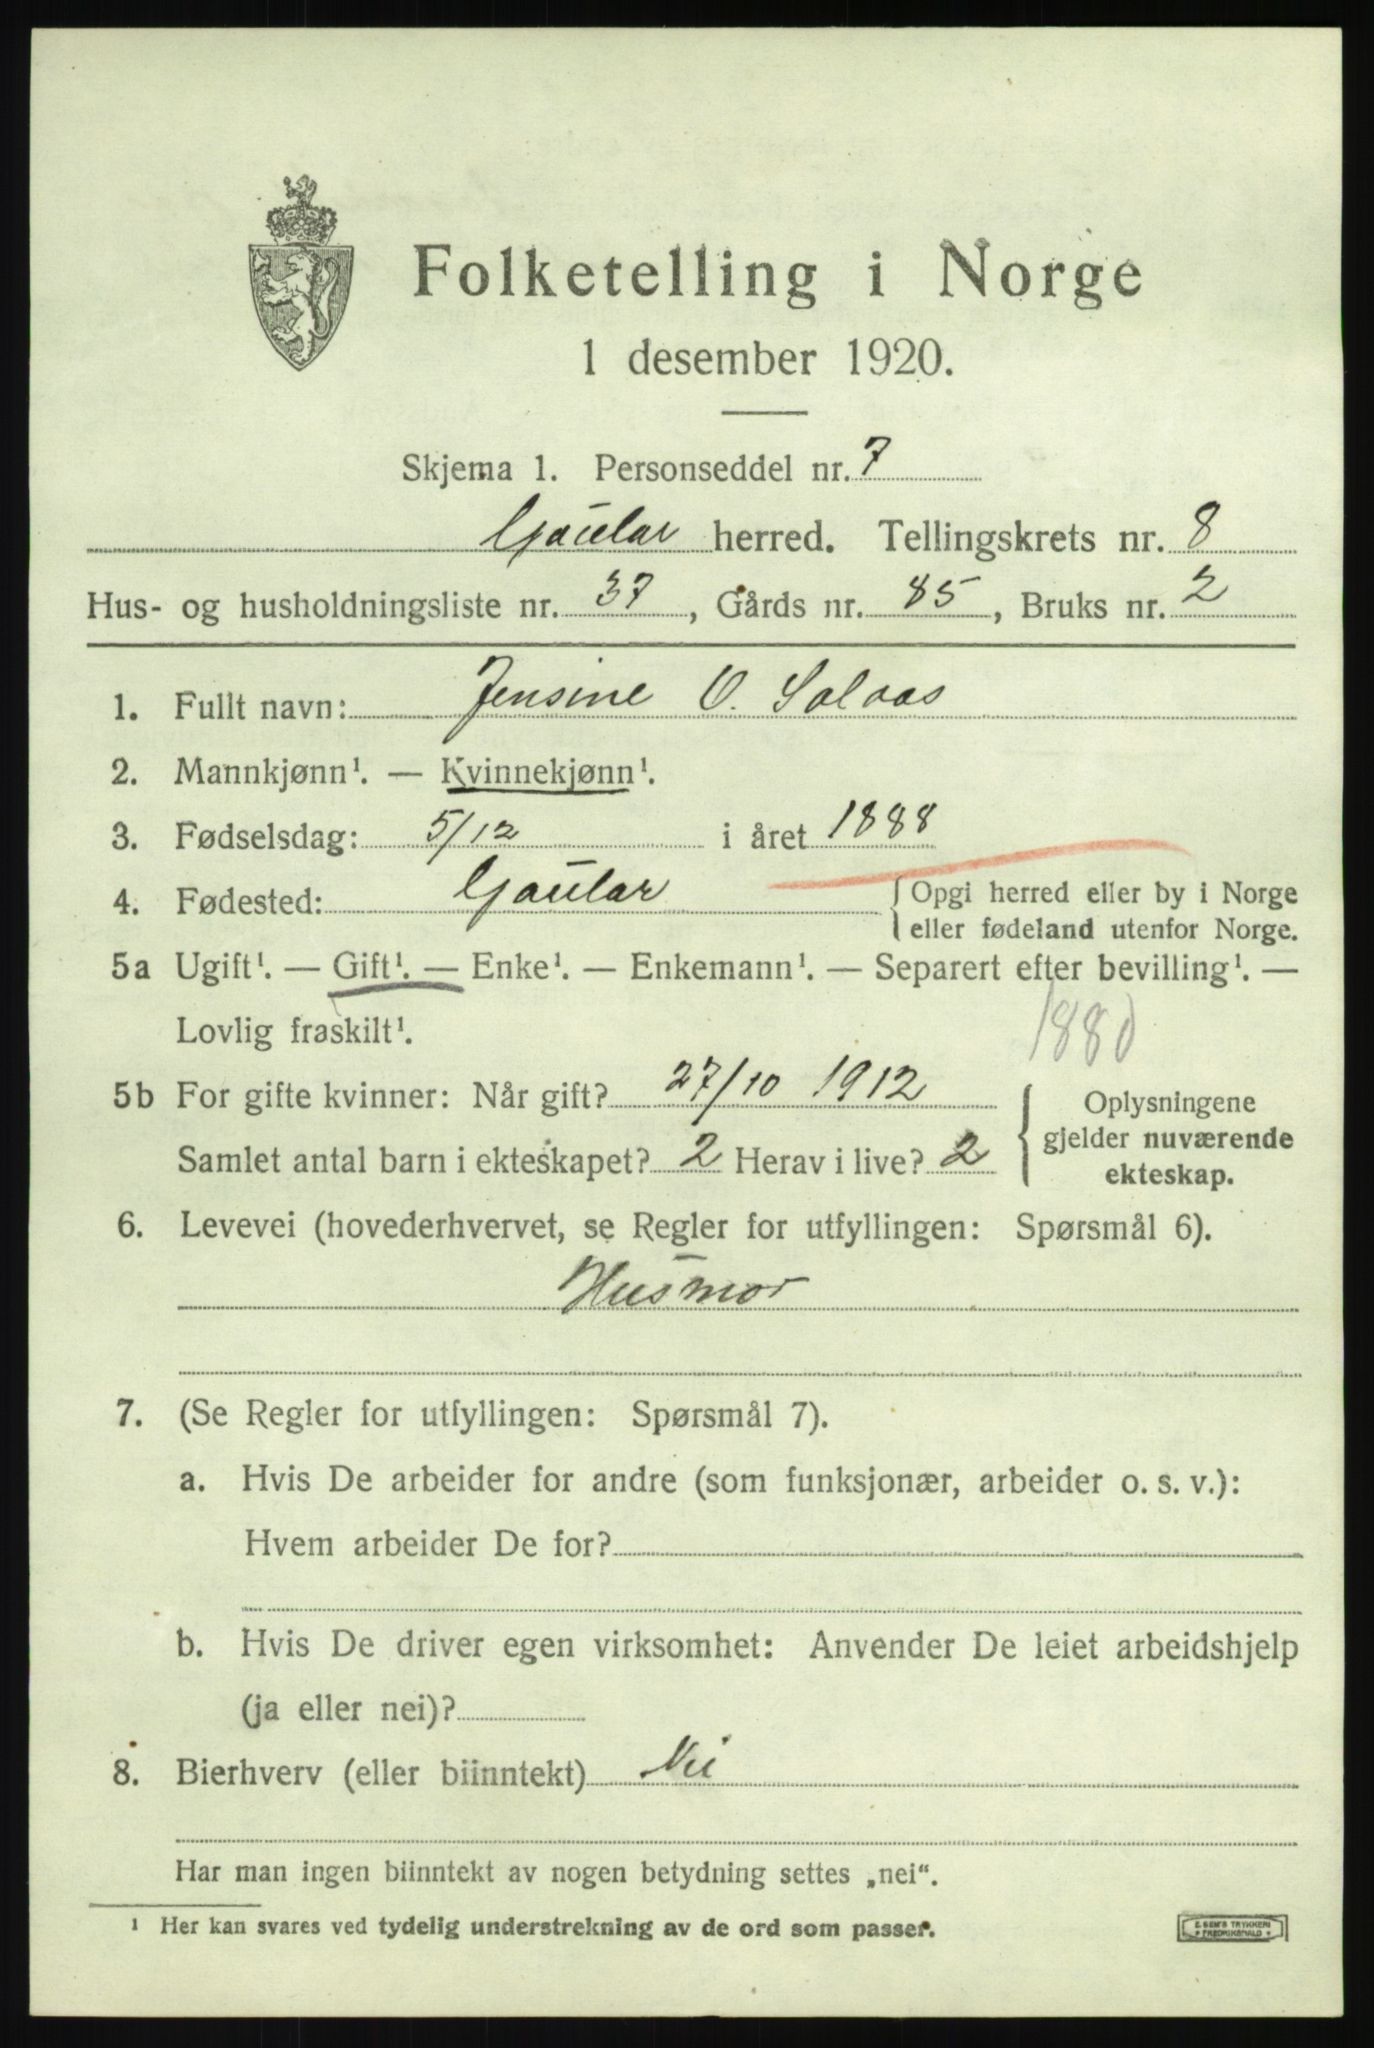 Folketelling i Norge
1 desember 1920.
Skjema 1. Personseddel nr. 7
Gaular herred. Tellingskrets nr. 8
Hus- og husholdningsliste nr. 37, Gårds nr. 85, Bruks nr. 2
1. Fullt navn: Jensine O. Solaas
2. Mannkjønn¹. — Kvinnekjønn¹.
3. Fødselsdag: 5/12 i året 1888
4. Fødested: Gaular { Opgi herred eller by i Norge
eller fødeland utenfor Norge.
5a Ugift¹. — Gift¹. — Enke¹. — Enkemann¹. — Separert efter bevilling¹. —
Lovlig fraskilt¹. 1880
5b For gifte kvinner: Når gift? 27/10 1912
Samlet antal barn i ekteskapet? 2 Herav i live? 2
{ Oplysningene
gjelder nuværende
ekteskap.
6. Levevei (hovederhvervet, se Regler for utfyllingen: Spørsmål 6).
Husmor
7. (Se Regler for utfyllingen: Spørsmål 7).
a. Hvis De arbeider for andre (som funksjonær, arbeider o. s. v.):
Hvem arbeider De for?
b. Hvis De driver egen virksomhet: Anvender De leiet arbeidshjelp
(ja eller nei)?
8. Bierhverv (eller biinntekt) Nei
Har man ingen biinntekt av nogen betydning settes „nei“.
¹ Her kan svares ved tydelig understrekning av de ord som passer.
E. SEM'S TRYKKERI
• FREDRIKSHALD •